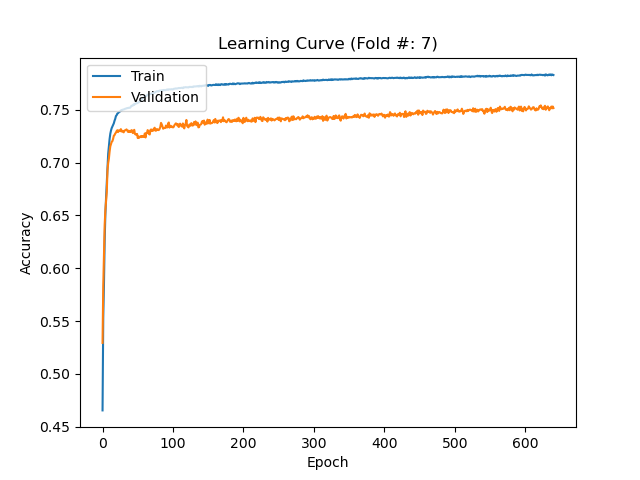 Learning Curve (Fold #: 7)
Train
Validation
0.75
0.70
0.65
0.60
0.55
0.50
0.45
Accuracy
0 100 200 300 400 500 600
Epoch